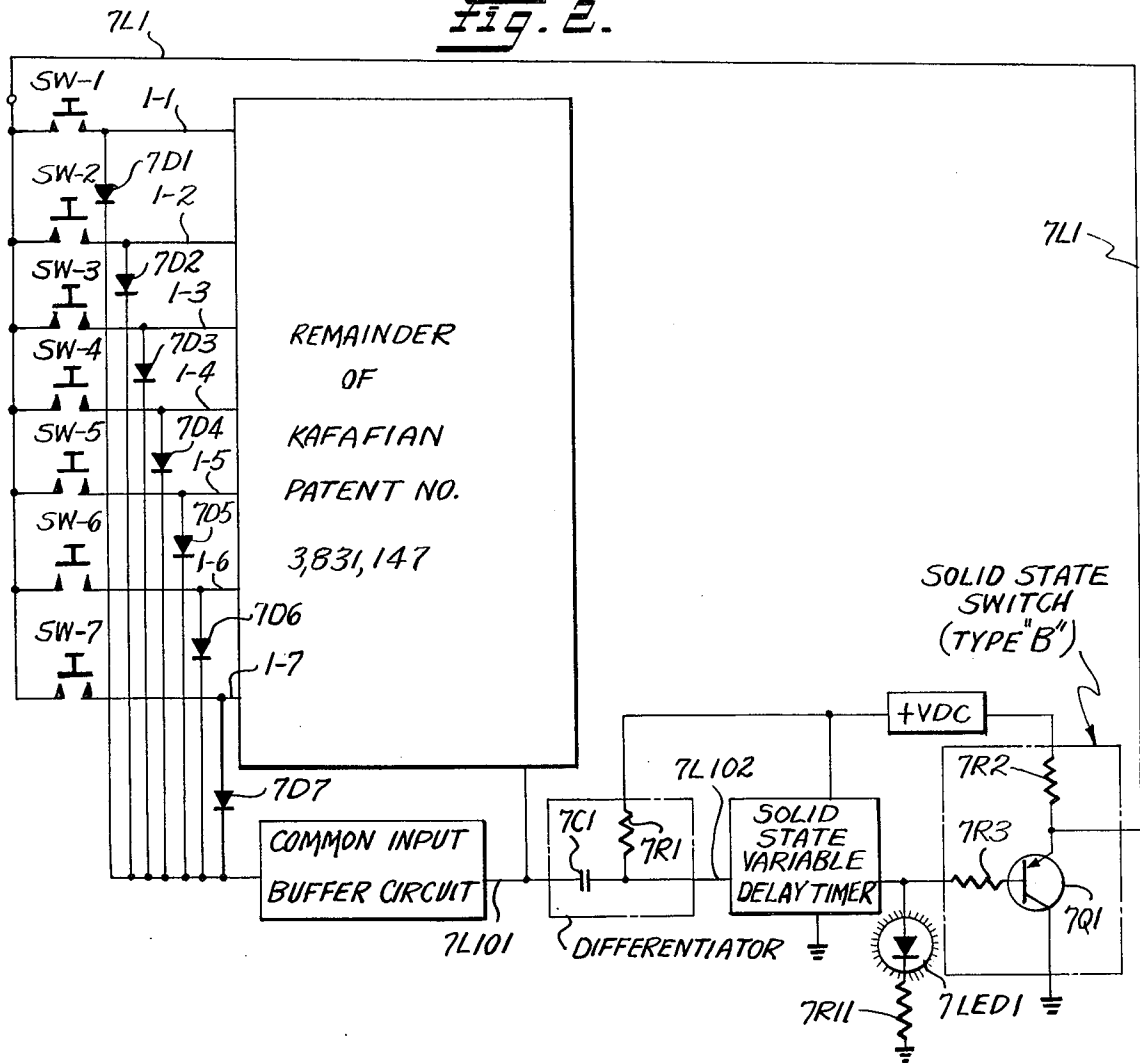 Fig. 2.
7L1
SW-1
1-1
7D1
SW-2
1-2
7D2
SW-3
1-3
7D3
SW-4
1-4
7D4
SW-5
1-5
7D5
SW-6
1-6
7D6
SW-7
1-7
7D7
REMAINDER
OF
KAFAFIAN
PATENT NO.
3,831,147
7L1
SOLID STATE
SWITCH
(TYPE "B")
+VDC
7R2
7L102
7C1
7R1
SOLID
STATE
VARIABLE
DELAY TIMER
7R3
7Q1
COMMON INPUT
BUFFER CIRCUIT
7L101
DIFFERENTIATOR
7R11
7LED1